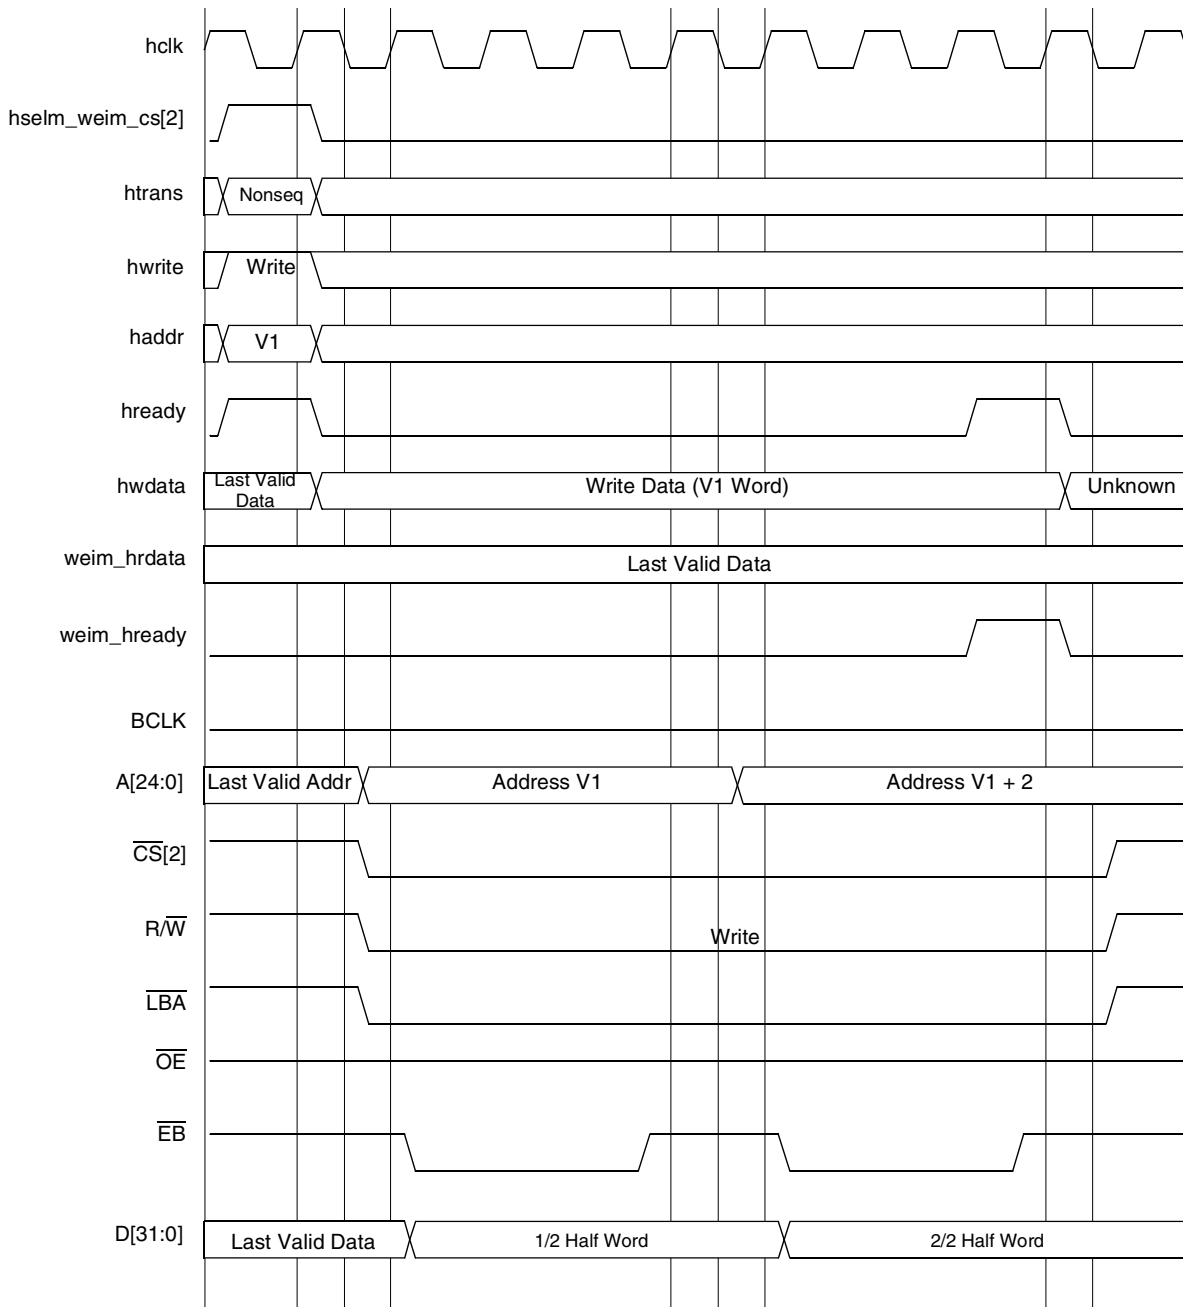 hclk
hselm_weim_cs[2]
htrans
Nonseq
hwrite
Write
haddr
V1
hready
hwdata
Last Valid
Data
Write Data (V1 Word)
Unknown
weim_hrdata
Last Valid Data
weim_hready
BCLK
A[24:0]
Last Valid Addr
Address V1
Address V1 + 2
CS[2]
R/W
Write
LBA
OE
EB
D[31:0]
Last Valid Data
1/2 Half Word
2/2 Half Word